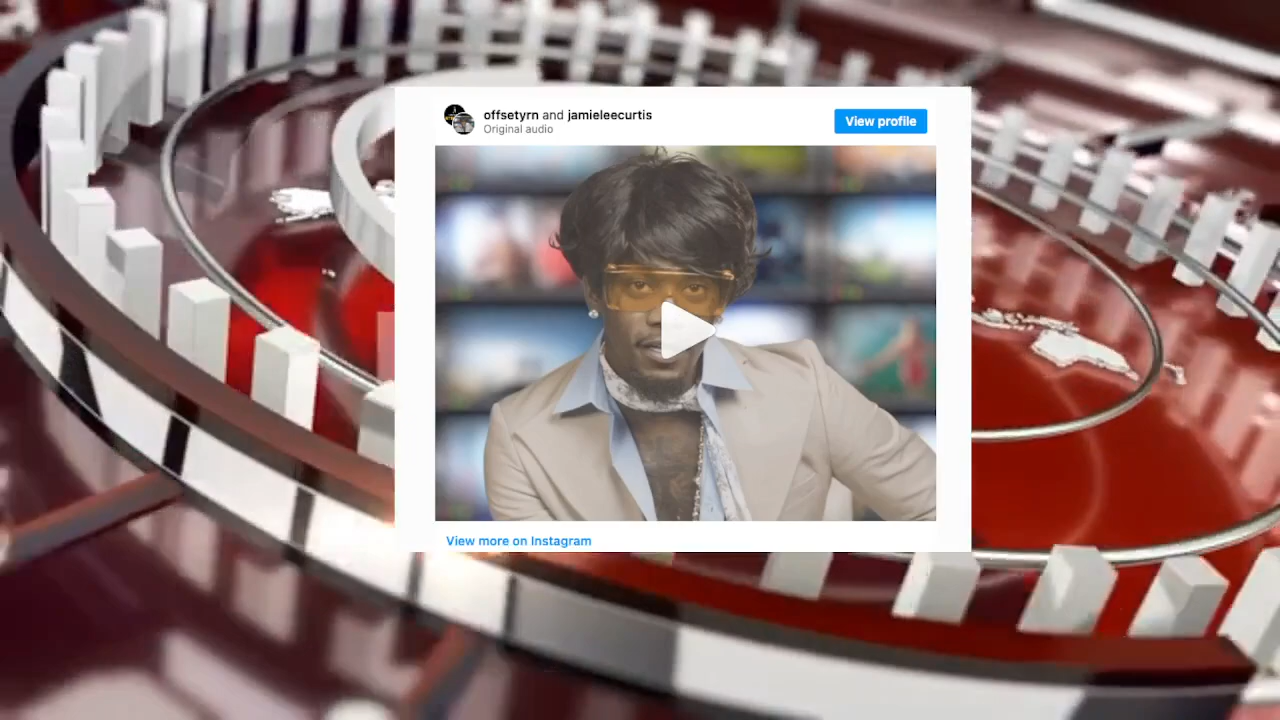 offsetyrn and jamieleecurtis
View profile
Original audio
View more on Instagram